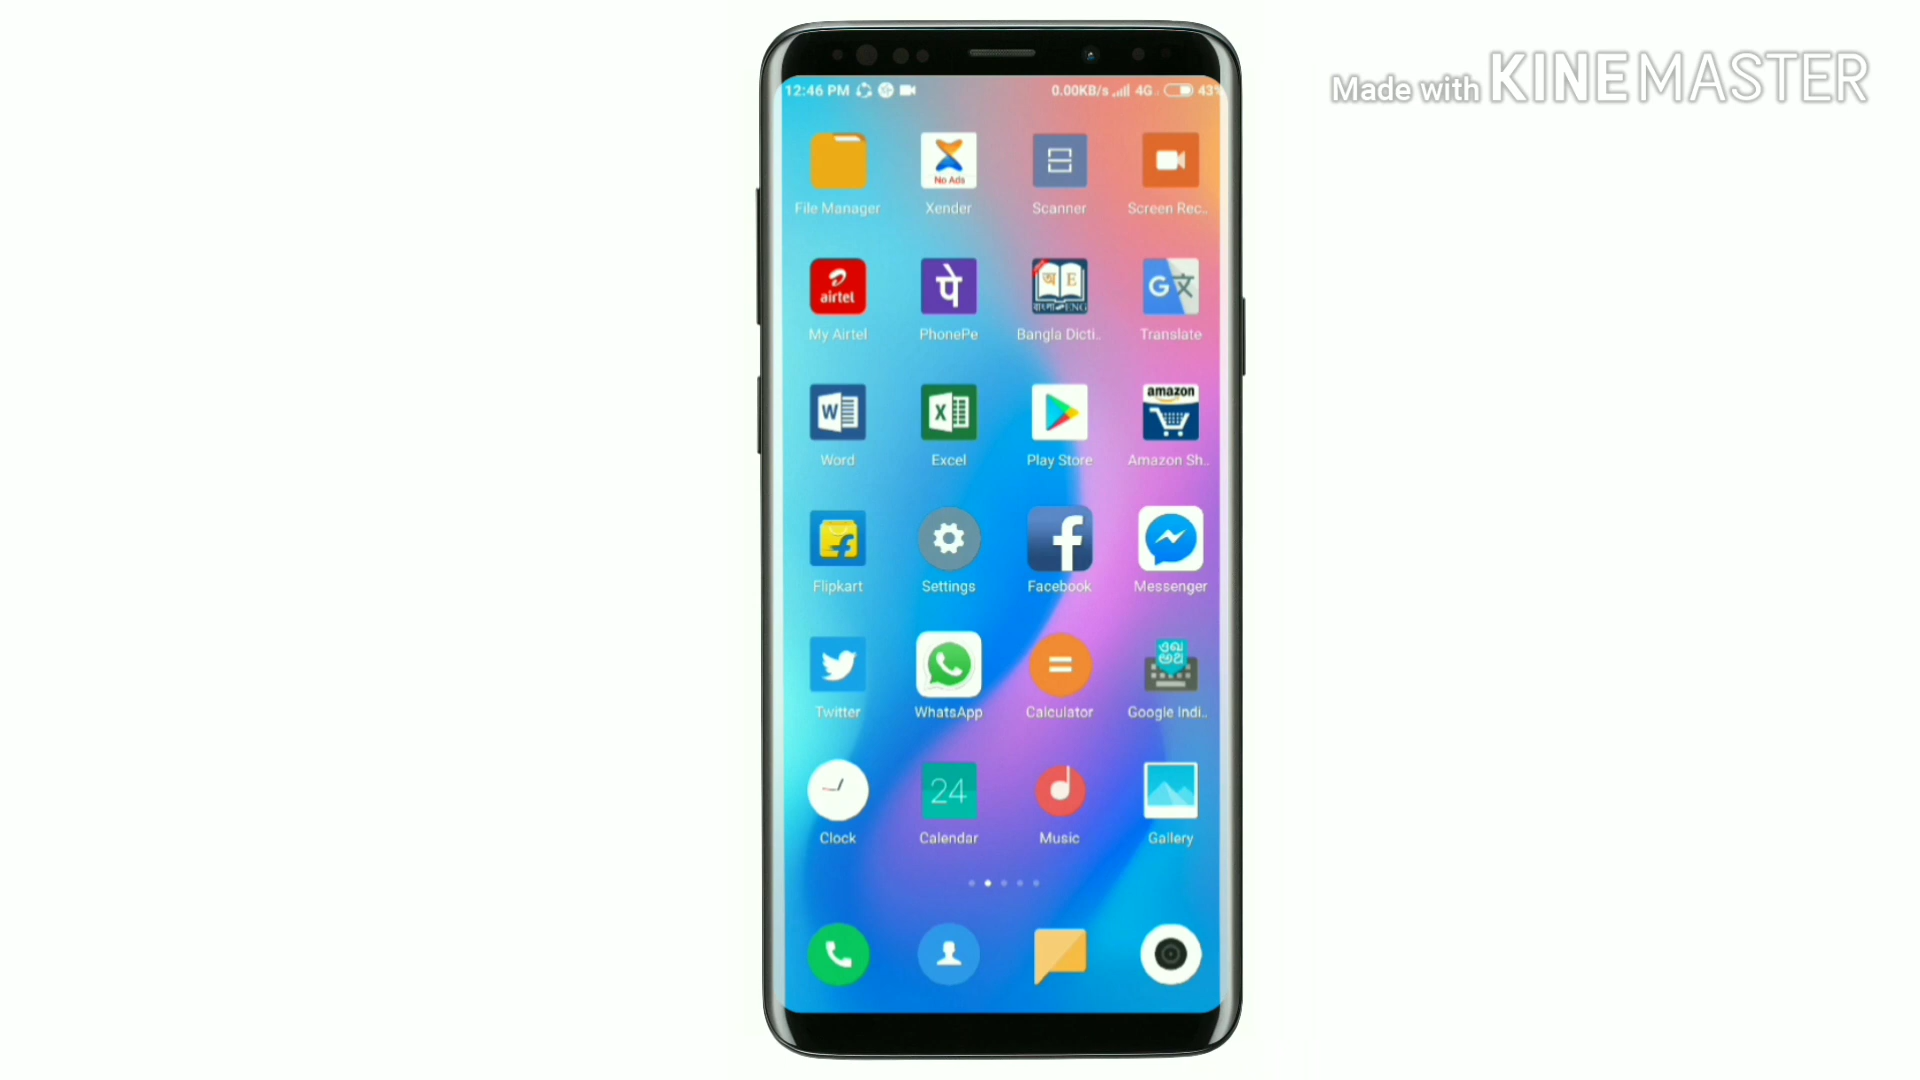 Made with KINEMASTER
12:46 PM 0.00KB/s 4G 43%
No Ads
File Manager Xender Scanner Screen Rec..
airtel पे অ E
বাংলা ENG
G
My Airtel PhonePe Bangla Dicti.. Translate
W X amazon
Word Excel Play Store Amazon Sh..
f f
Flipkart Settings Facebook Messenger
Twitter WhatsApp Calculator Google Indi..
24
Clock Calendar Music Gallery